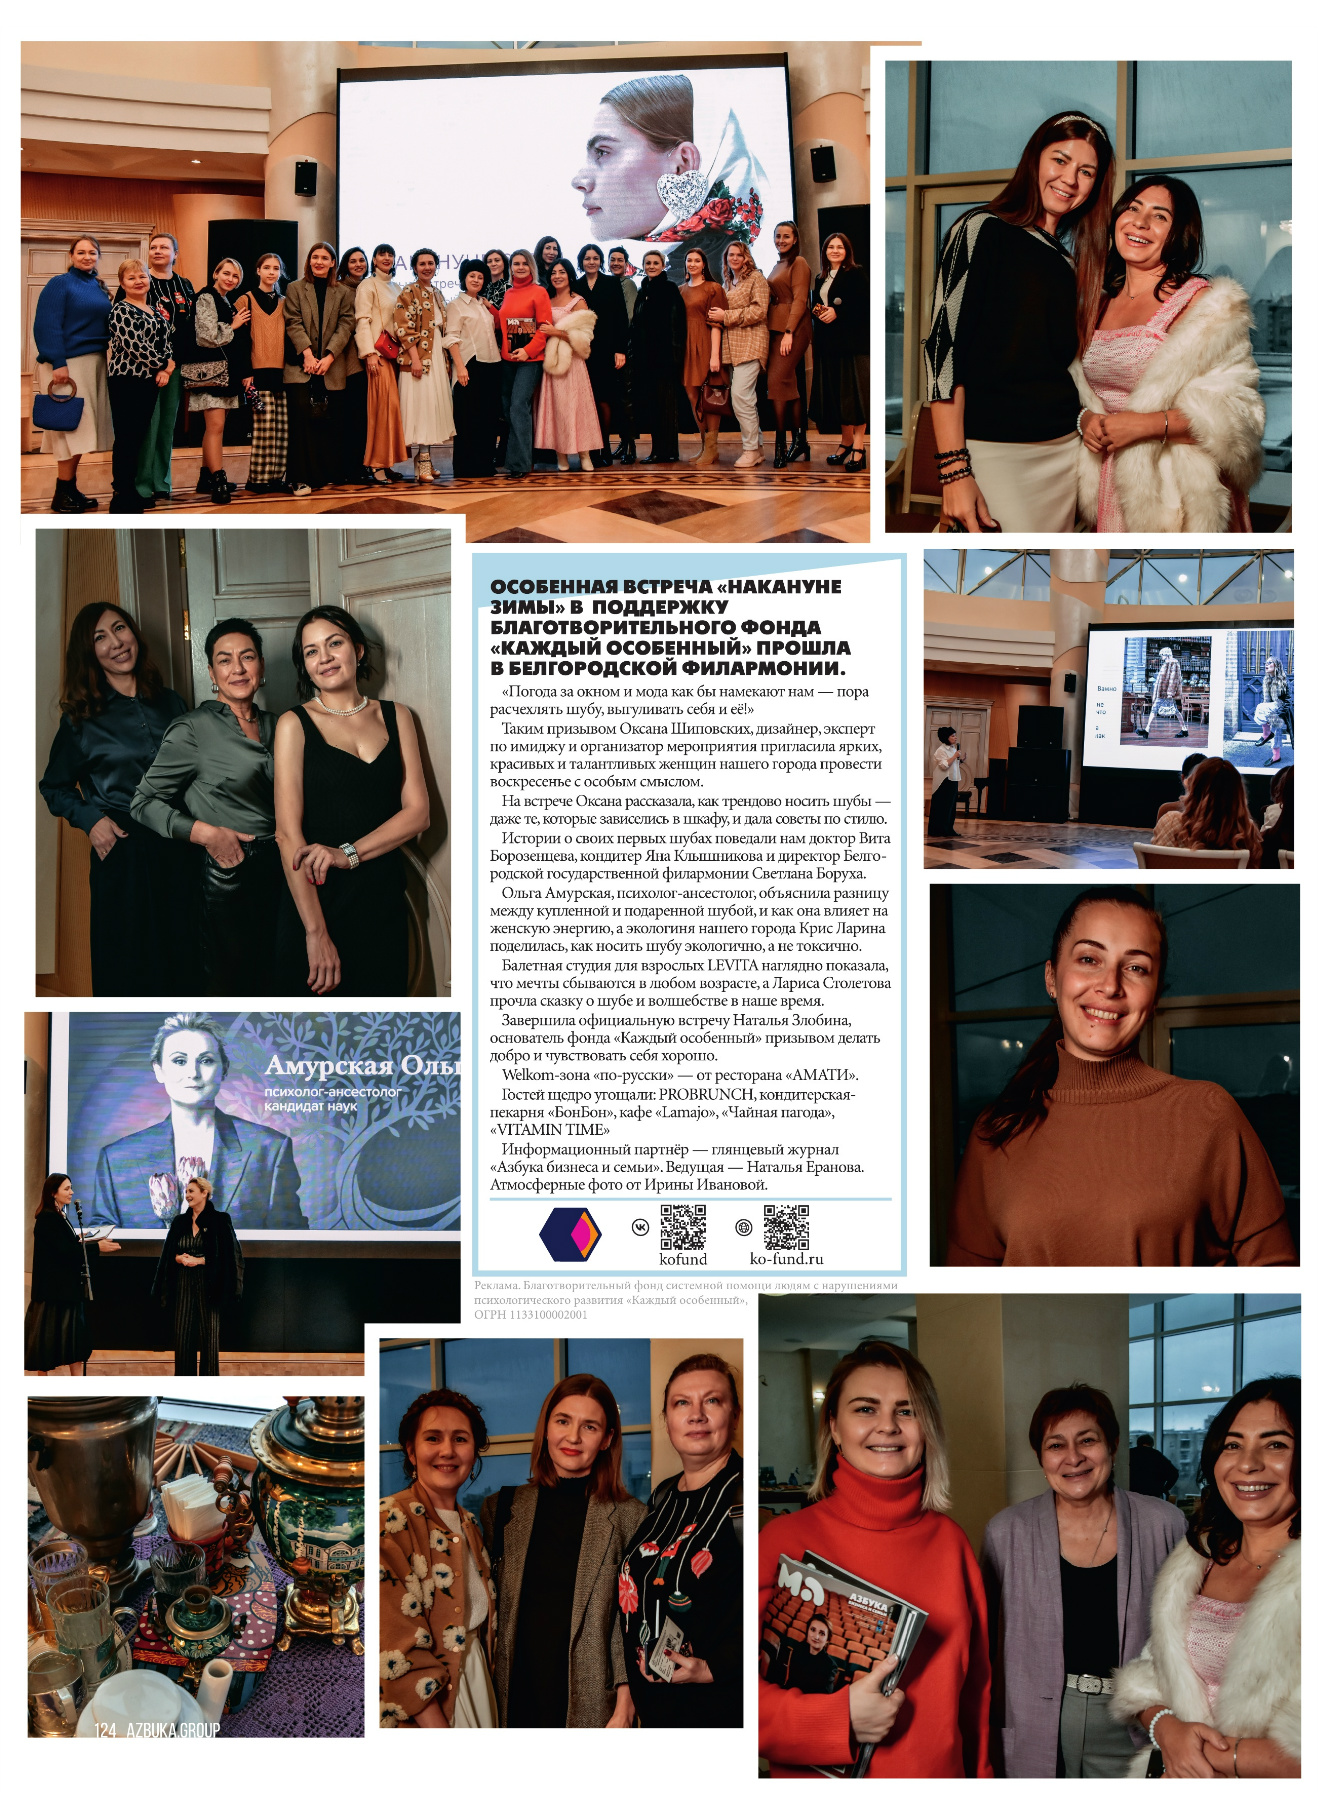 ОСОБЕННАЯ ВСТРЕЧА «НАКАНУНЕ
ЗИМЫ» В ПОДДЕРЖКУ
БЛАГОТВОРИТЕЛЬНОГО ФОНДА
«КАЖДЫЙ ОСОБЕННЫЙ» ПРОШЛА
В БЕЛГОРОДСКОЙ ФИЛАРМОНИИ.
«Погода за окном и мода как бы намекают нам — пора
расчехлять шубу, выгуливать себя и её!»
Таким призывом Оксана Шиповских, дизайнер, эксперт
по имиджу и организатор мероприятия пригласила ярких,
красивых и талантливых женщин нашего города провести
воскресенье с особым смыслом.
На встрече Оксана рассказала, как трендово носить шубы —
даже те, которые зависелись в шкафу, и дала советы по стилю.
Истории о своих первых шубах поведали нам доктор Вита
Борозенцева, кондитер Яна Клышникова и директор Белго-
родской государственной филармонии Светлана Боруха.
Ольга Амурская, психолог-ансестолог, объяснила разницу
между купленной и подаренной шубой, и как она влияет на
женскую энергию, а экологиня нашего города Крис Ларина
поделилась, как носить шубу экологично, а не токсично.
Балетная студия для взрослых LEVITA наглядно показала,
что мечты сбываются в любом возрасте, а Лариса Столетова
прочла сказку о шубе и волшебстве в наше время.
Завершила официальную встречу Наталья Злобина,
основатель фонда «Каждый особенный» призывом делать
добро и чувствовать себя хорошо.
Welkom-зона «по-русски» — от ресторана «АМАТИ».
Гостей щедро угощали: PROBRUNCH, кондитерская-
пекарня «БонБон», кафе «Lamajo», «Чайная пагода»,
«VITAMIN TIME»
Информационный партнёр — глянцевый журнал
«Азбука бизнеса и семьи». Ведущая — Наталья Еранова.
Атмосферные фото от Ирины Ивановой.
kofund
ko-fund.ru
Реклама. Благотворительный фонд системной помощи людям с нарушениями
психологического развития «Каждый особенный»,
ОГРН 1133100002001
Важно
не
что
а
как
Амурская Оль
психолог-ансестолог
кандидат наук
АЗБУКА
БИЗНЕСА И СЕМЬИ
124 AZBUKA.GROUP